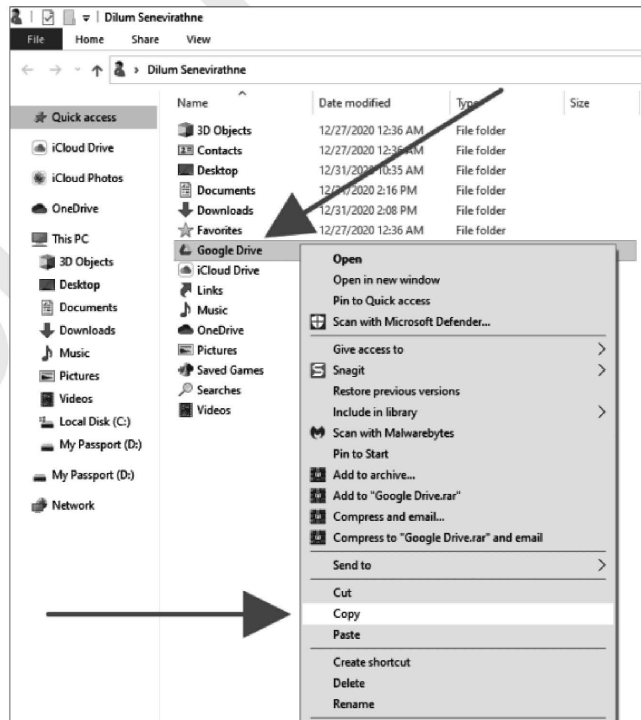 Dilum Senevirathne
File Home Share View
Dilum Senevirathne
Name Date modified Type Size
Quick access
iCloud Drive
iCloud Photos
OneDrive
This PC
3D Objects
Desktop
Documents
Downloads
Music
Pictures
Videos
Local Disk (C:)
My Passport (D:)
My Passport (D:)
Network
3D Objects 12/27/2020 12:36 AM File folder
Contacts 12/27/2020 12:36 AM File folder
Desktop 12/31/2020 10:35 AM File folder
Documents 2:16 PM File folder
Downloads 12/31/2020 2:08 PM File folder
Favorites 12/27/2020 12:36 AM File folder
Google Drive
iCloud Drive
Links
Music
OneDrive
Pictures
Saved Games
Searches
Videos
Open
Open in new window
Pin to Quick access
Scan with Microsoft Defender...
Give access to
Snagit
Restore previous versions
Include in library
Scan with Malwarebytes
Pin to Start
Add to archive...
Add to "Google Drive.rar"
Compress and email...
Compress to "Google Drive.rar" and email
Send to
Cut
Copy
Paste
Create shortcut
Delete
Rename